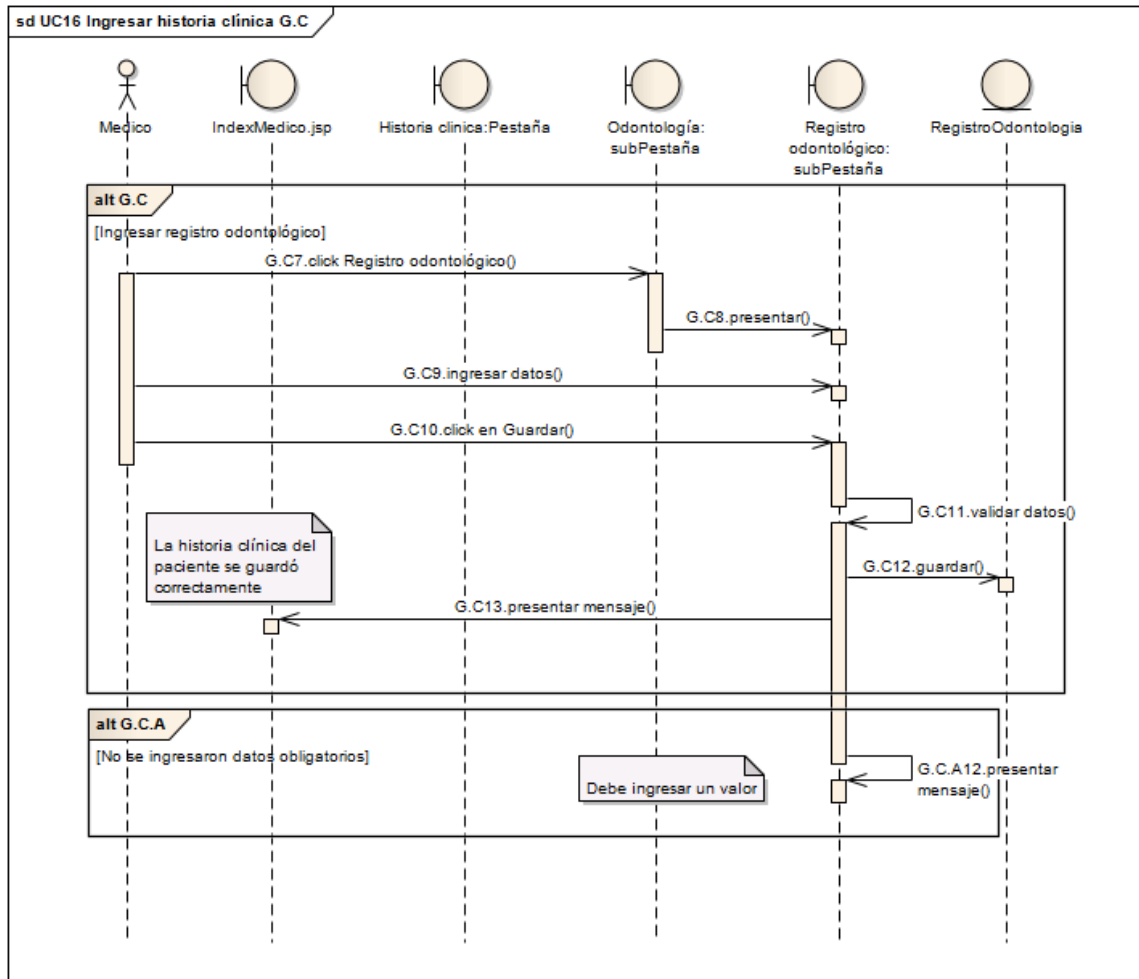 sd UC16 Ingresar historia clínica G.C
Medico
IndexMedico.jsp
Historia clinica:Pestaña
Odontología:
subPestaña
Registro
odontológico:
subPestaña
RegistroOdontologia
alt G.C
[Ingresar registro odontológico]
G.C7.click Registro odontológico()
G.C8.presentar()
G.C9.ingresar datos()
G.C10.click en Guardar()
G.C11.validar datos()
La historia clínica del
paciente se guardó
correctamente
G.C12.guardar()
G.C13.presentar mensaje()
alt G.C.A
[No se ingresaron datos obligatorios]
Debe ingresar un valor
G.C.A12.presentar
mensaje()